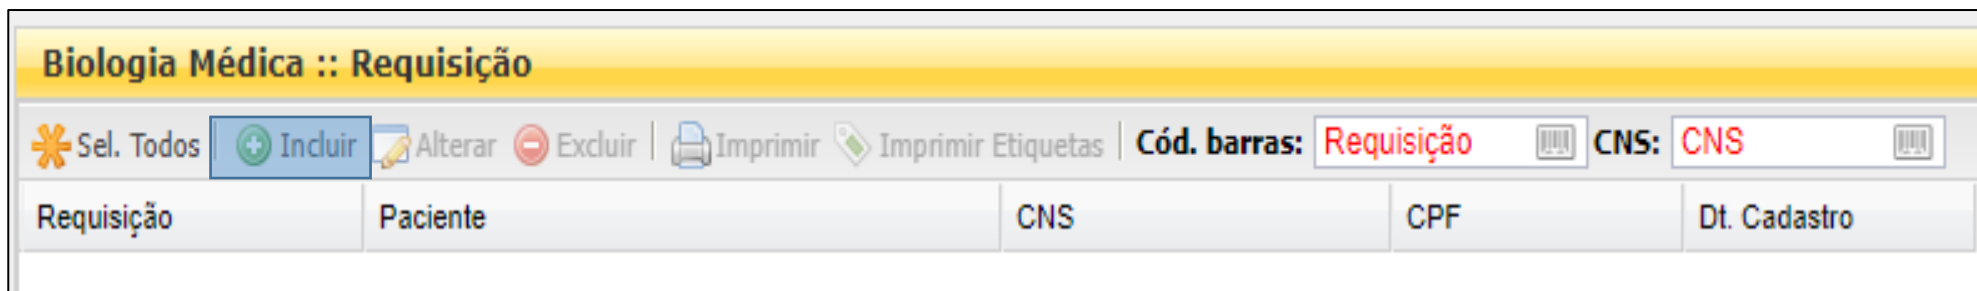 Biologia Médica :: Requisição
Sel. Todos Incluir Alterar Excluir Imprimir Imprimir Etiquetas Cód. barras: Requisição CNS: CNS
Requisição Paciente CNS CPF Dt. Cadastro